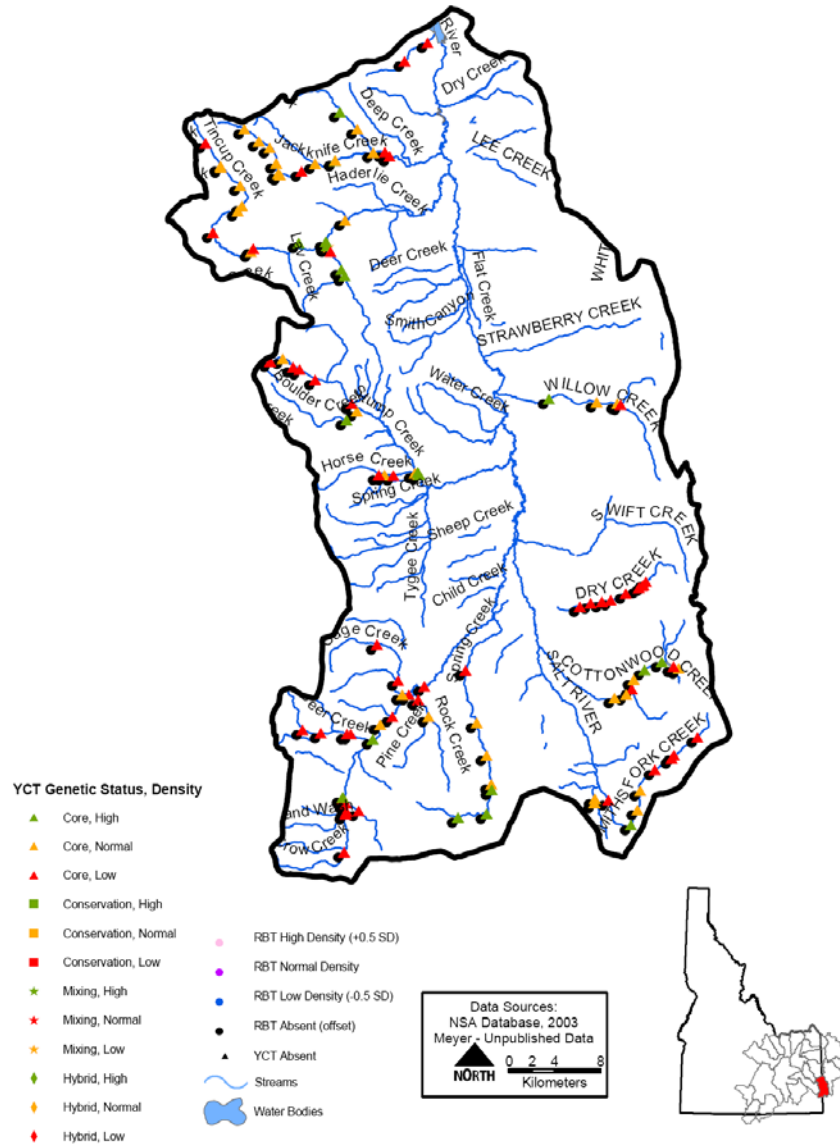 River
Dry Creek
Deep Creek
LEE CREEK
Tincup Creek
Jackknife Creek
Haderlie Creek
Deer Creek
Flat Creek
WHIT
Smith Canyon
STRAWBERRY CREEK
Boulder Creek
Water Creek
WILLOW CREEK
Horse Creek
Spring Creek
SWIFT CREEK
Sheep Creek
Tygee Creek
DRY CREEK
Child Creek
Spring Creek
COTTONWOOD CREEK
SALT RIVER
Pine Creek
Rock Creek
YCT Genetic Status, Density
Core, High
Core, Normal
Core, Low
Conservation, High
Conservation, Normal
Conservation, Low
Mixing, High
Mixing, Normal
Mixing, Low
Hybrid, High
Hybrid, Normal
Hybrid, Low
RBT High Density (+0.5 SD)
RBT Normal Density
RBT Low Density (-0.5 SD)
RBT Absent (offset)
YCT Absent
Streams
Water Bodies
Data Sources:
NSA Database, 2003
Meyer - Unpublished Data
NORTH
0 2 4 8
Kilometers